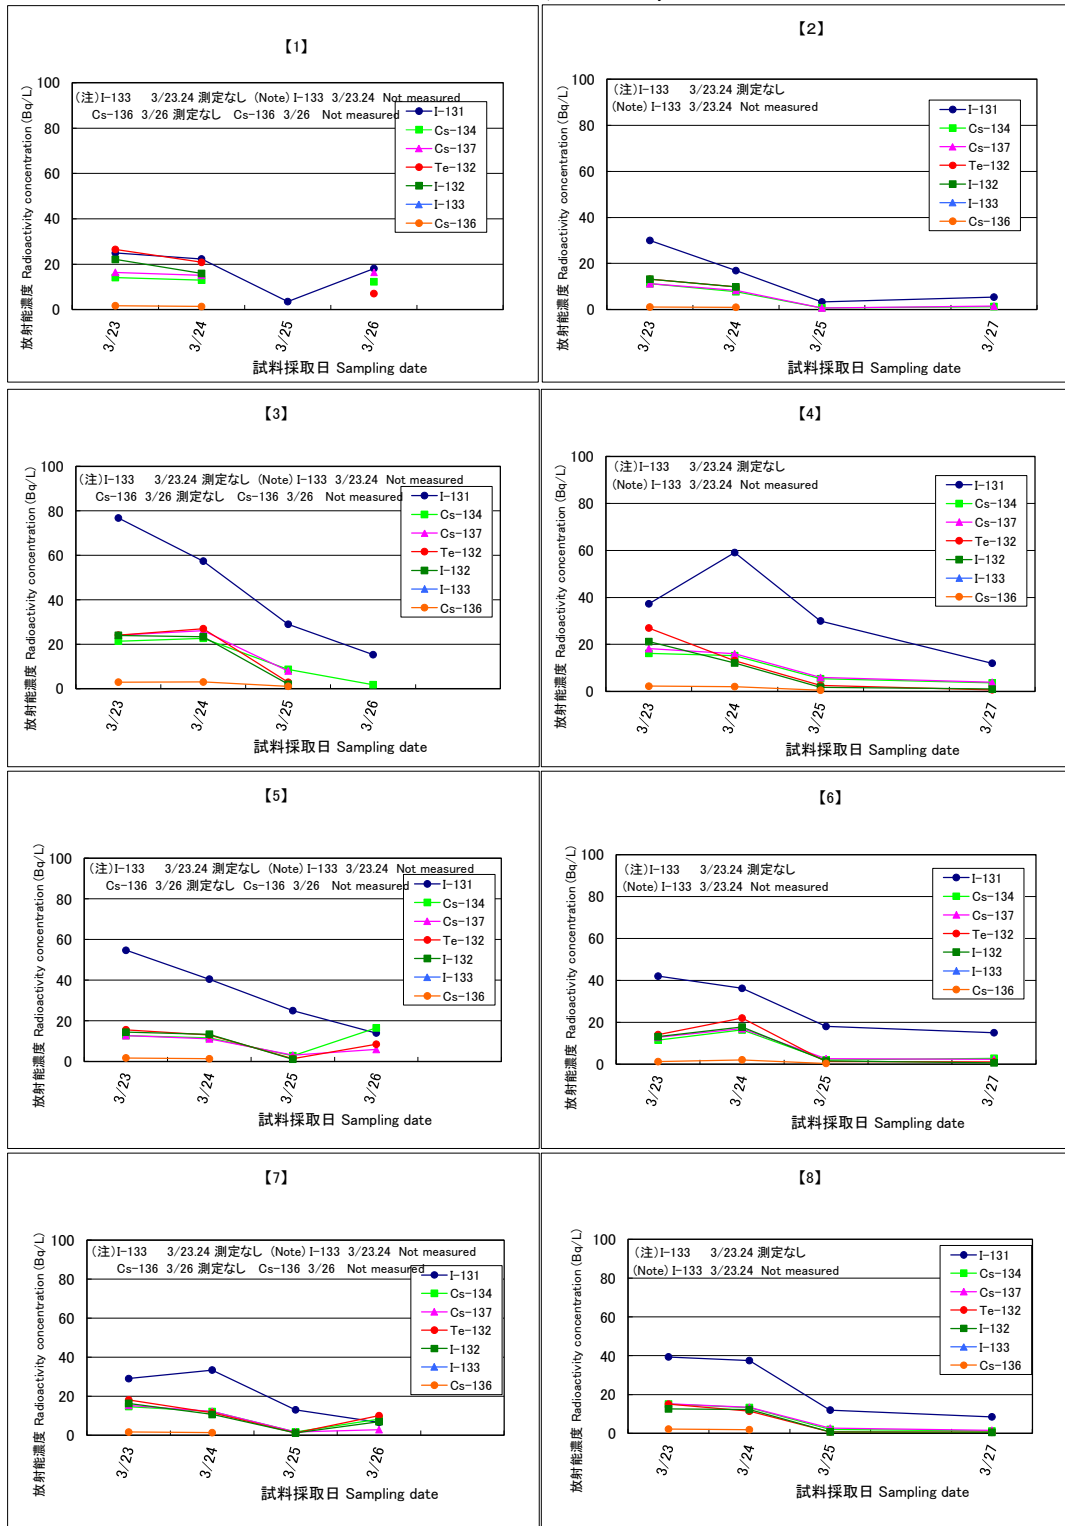 【1】
(注)I-133 3/23.24 測定なし (Note) I-133 3/23.24 Not measured
Cs-136 3/26 測定なし Cs-136 3/26 Not measured
放射能濃度 Radioactivity concentration (Bq/L)
100
80
60
40
20
0
I-131
Cs-134
Cs-137
Te-132
I-132
I-133
Cs-136
3/23
3/24
3/25
3/26
試料採取日 Sampling date
【2】
(注)I-133 3/23.24 測定なし
(Note) I-133 3/23.24 Not measured
放射能濃度 Radioactivity concentration (Bq/L)
100
80
60
40
20
0
I-131
Cs-134
Cs-137
Te-132
I-132
I-133
Cs-136
3/23
3/24
3/25
3/27
試料採取日 Sampling date
【3】
(注)I-133 3/23.24 測定なし (Note) I-133 3/23.24 Not measured
Cs-136 3/26 測定なし Cs-136 3/26 Not measured
放射能濃度 Radioactivity concentration (Bq/L)
100
80
60
40
20
0
I-131
Cs-134
Cs-137
Te-132
I-132
I-133
Cs-136
3/23
3/24
3/25
3/26
試料採取日 Sampling date
【4】
(注)I-133 3/23.24 測定なし
(Note) I-133 3/23.24 Not measured
放射能濃度 Radioactivity concentration (Bq/L)
100
80
60
40
20
0
I-131
Cs-134
Cs-137
Te-132
I-132
I-133
Cs-136
3/23
3/24
3/25
3/27
試料採取日 Sampling date
【5】
(注)I-133 3/23.24 測定なし (Note) I-133 3/23.24 Not measured
Cs-136 3/26 測定なし Cs-136 3/26 Not measured
放射能濃度 Radioactivity concentration (Bq/L)
100
80
60
40
20
0
I-131
Cs-134
Cs-137
Te-132
I-132
I-133
Cs-136
3/23
3/24
3/25
3/26
試料採取日 Sampling date
【6】
(注)I-133 3/23.24 測定なし
(Note) I-133 3/23.24 Not measured
放射能濃度 Radioactivity concentration (Bq/L)
100
80
60
40
20
0
I-131
Cs-134
Cs-137
Te-132
I-132
I-133
Cs-136
3/23
3/24
3/25
3/27
試料採取日 Sampling date
【7】
(注)I-133 3/23.24 測定なし (Note) I-133 3/23.24 Not measured
Cs-136 3/26 測定なし Cs-136 3/26 Not measured
放射能濃度 Radioactivity concentration (Bq/L)
100
80
60
40
20
0
I-131
Cs-134
Cs-137
Te-132
I-132
I-133
Cs-136
3/23
3/24
3/25
3/26
試料採取日 Sampling date
【8】
(注)I-133 3/23.24 測定なし
(Note) I-133 3/23.24 Not measured
放射能濃度 Radioactivity concentration (Bq/L)
100
80
60
40
20
0
I-131
Cs-134
Cs-137
Te-132
I-132
I-133
Cs-136
3/23
3/24
3/25
3/27
試料採取日 Sampling date